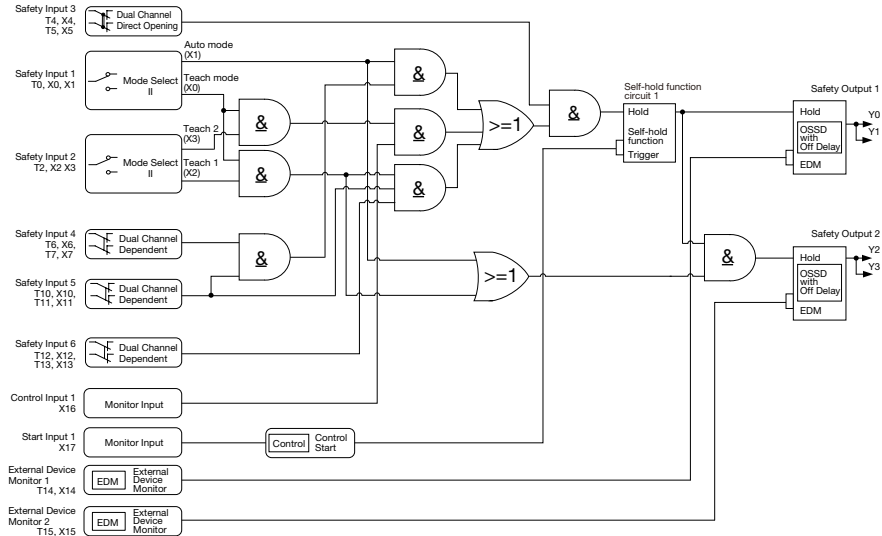 Safety Input 3
T4, X4,
T5, X5
Dual Channel
Direct Opening
Safety Input 1
T0, X0, X1
Mode Select
II
Auto mode
(X1)
Teach mode
(X0)
Safety Input 2
T2, X2 X3
Mode Select
II
Teach 2
(X3)
Teach 1
(X2)
Safety Input 4
T6, X6,
T7, X7
Dual Channel
Dependent
Safety Input 5
T10, X10,
T11, X11
Dual Channel
Dependent
Safety Input 6
T12, X12,
T13, X13
Dual Channel
Dependent
Control Input 1
X16
Monitor Input
Start Input 1
X17
Monitor Input
Control
Control
Start
External Device
Monitor 1
T14, X14
EDM
External
Device
Monitor
External Device
Monitor 2
T15, X15
EDM
External
Device
Monitor
&
&
&
&
&
&
>=1
>=1
&
&
Self-hold function
circuit 1
Hold
Self-hold
function
Trigger
Safety Output 1
Hold
OSSD
with
Off Delay
EDM
Y0
Y1
Safety Output 2
Hold
OSSD
with
Off Delay
EDM
Y2
Y3